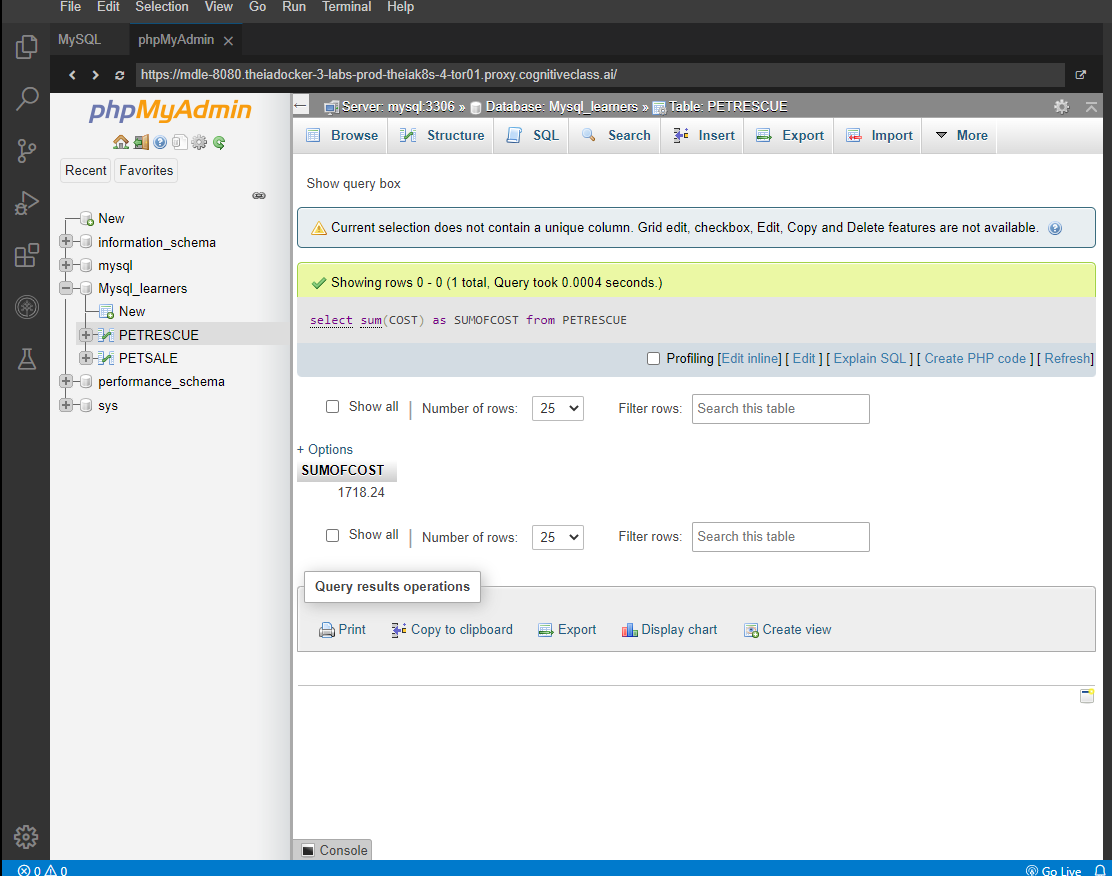 File Edit Selection View Go Run Terminal Help
MySQL phpMyAdmin
https://mdle-8080.theiadocker-3-labs-prod-theiak8s-4-tor01.proxy.cognitiveclass.ai/
phpMyAdmin
Recent Favorites
New
information_schema
mysql
Mysql_learners
New
PETRESCUE
PETSALE
performance_schema
sys
Server: mysql:3306 » Database: Mysql_learners » Table: PETRESCUE
Browse Structure SQL Search Insert Export Import More
Show query box
Current selection does not contain a unique column. Grid edit, checkbox, Edit, Copy and Delete features are not available.
Showing rows 0 - 0 (1 total, Query took 0.0004 seconds.)
select sum(COST) as SUMOFCOST from PETRESCUE
Profiling [Edit inline] [ Edit ] [ Explain SQL ] [ Create PHP code ] [ Refresh]
Show all | Number of rows: 25 Filter rows: Search this table
+ Options
SUMOFCOST
1718.24
Show all | Number of rows: 25 Filter rows: Search this table
Query results operations
Print Copy to clipboard Export Display chart Create view
Console
0 0 Go Live